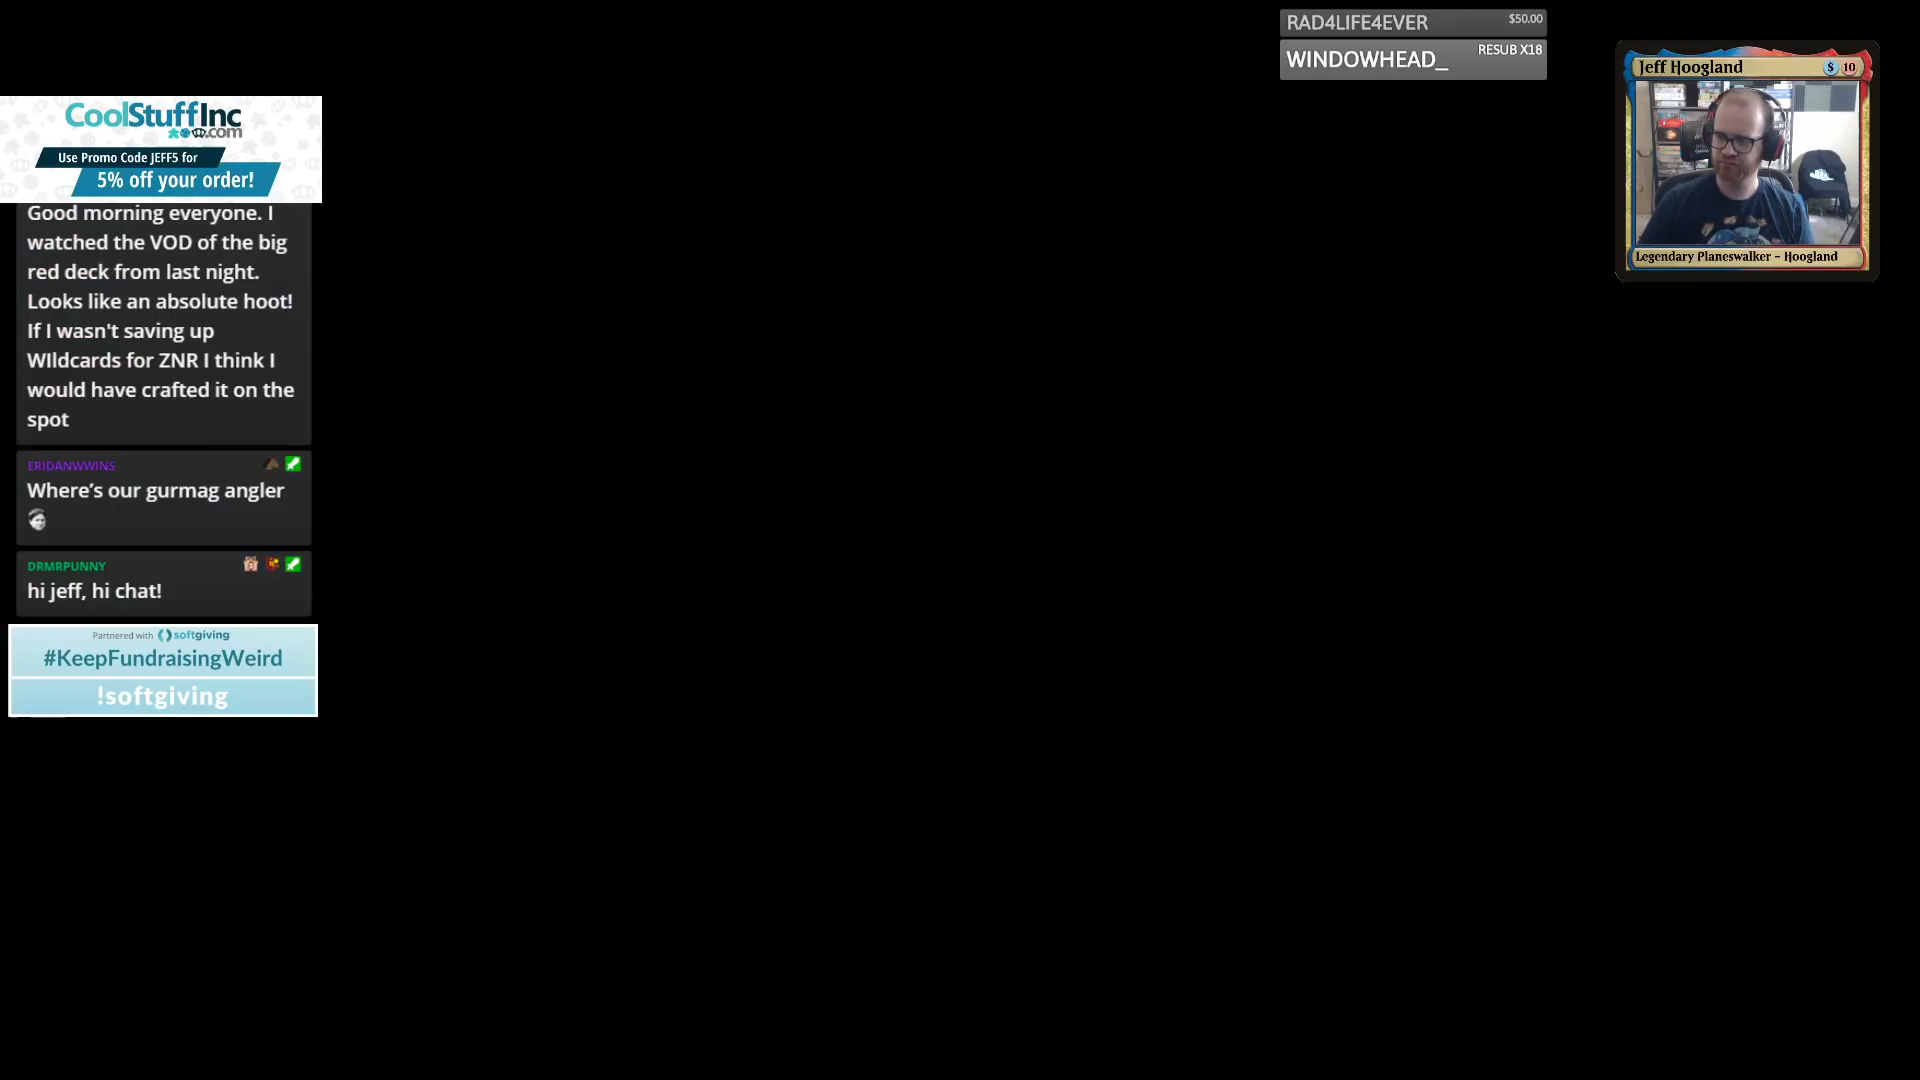 RAD4LIFE4EVER $50.00
WINDOWHEAD_ RESUB X18
Jeff Hoogland $ 10
Legendary Planeswalker - Hoogland
CoolStuffInc
.com
Use Promo Code JEFF5 for
5% off your order!
Good morning everyone. I
watched the VOD of the big
red deck from last night.
Looks like an absolute hoot!
If I wasn't saving up
WIldcards for ZNR I think I
would have crafted it on the
spot
ERIDANWWINS
Where's our gurmag angler
DRMRPUNNY
hi jeff, hi chat!
Partnered with softgiving
#KeepFundraisingWeird
!softgiving